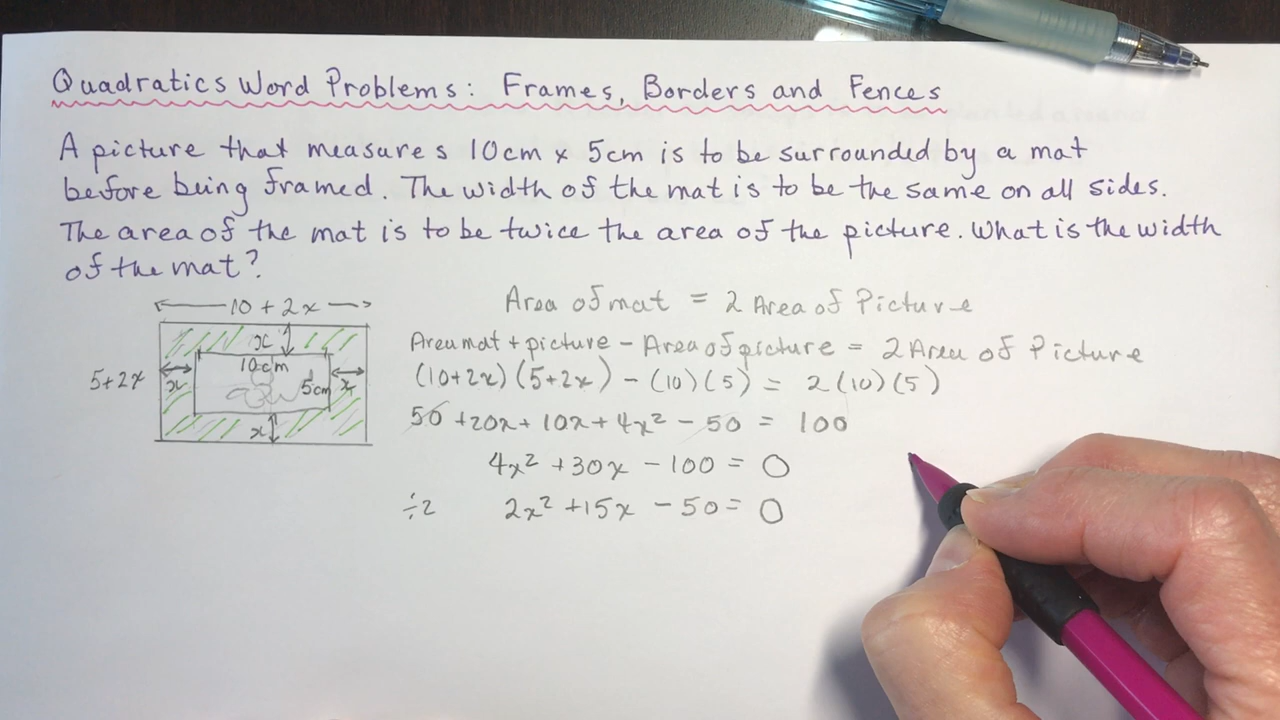 Quadratics Word Problems: Frames, Borders and Fences
A picture that measures 10cm x 5cm is to be surrounded by a mat
before being framed. The width of the mat is to be the same on all sides.
The area of the mat is to be twice the area of the picture. What is the width
of the mat?
10 + 2x
x
10cm
5+2x
x
5cm
x
x
Area of mat = 2 Area of Picture
Area mat + picture - Area of picture = 2 Area of Picture
(10+2x)(5+2x) - (10)(5) = 2(10)(5)
50 +20x+ 10x+ 4x² - 50 = 100
4x² +30x - 100 = 0
÷2 2x² +15x - 50 = 0